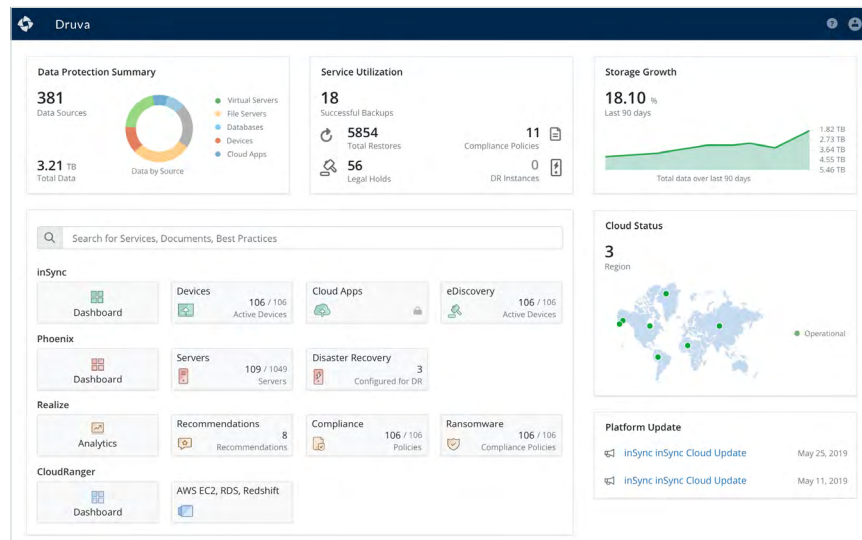 Druva
Data Protection Summary
381
Data Sources
3.21 TB
Total Data
Data by Source
Virtual Servers
File Servers
Databases
Devices
Cloud Apps
Service Utilization
18
Successful Backups
5854
Total Restores
11
Compliance Policies
56
Legal Holds
0
DR Instances
Storage Growth
18.10 %
Last 90 days
1.82 TB
2.73 TB
3.64 TB
4.55 TB
5.46 TB
Total data over last 90 days
Search for Services, Documents, Best Practices
inSync
Dashboard
Devices
106 / 106
Active Devices
Cloud Apps
eDiscovery
106 / 106
Active Devices
Phoenix
Dashboard
Servers
109 / 1049
Servers
Disaster Recovery
3
Configured for DR
Realize
Analytics
Recommendations
8
Recommendations
Compliance
106 / 106
Policies
Ransomware
106 / 106
Compliance Policies
CloudRanger
Dashboard
AWS EC2, RDS, Redshift
Cloud Status
3
Region
Operational
Platform Update
inSync inSync Cloud Update May 25, 2019
inSync inSync Cloud Update May 11, 2019